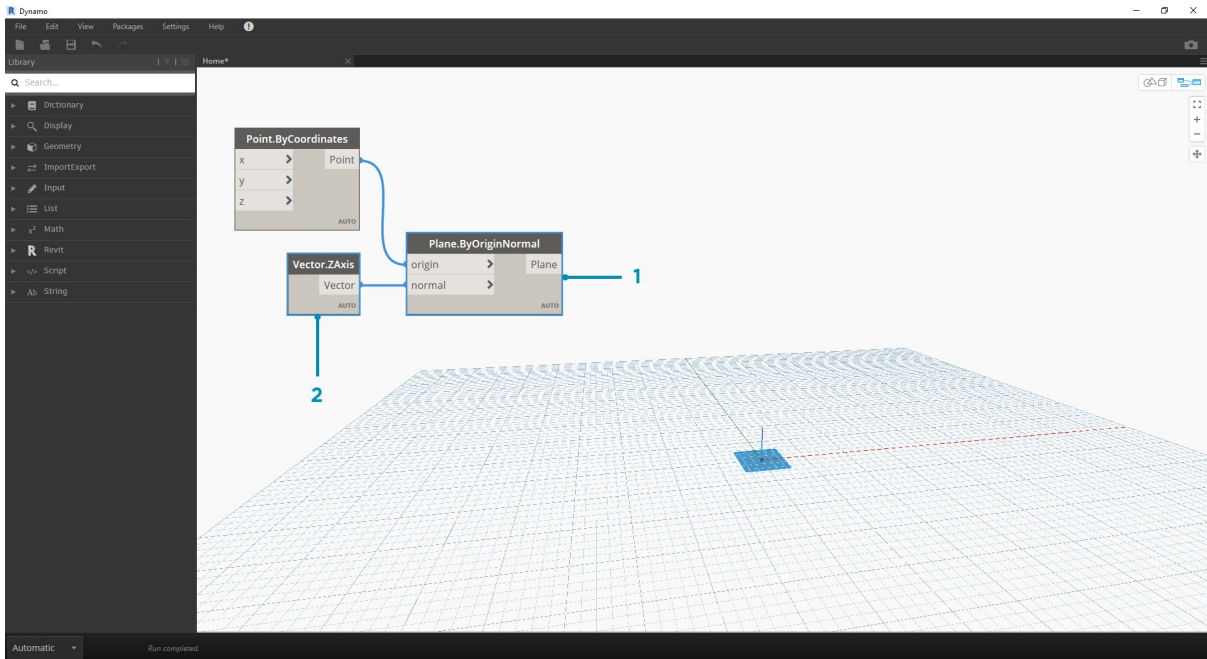 R Dynamo
File Edit View Packages Settings Help
Library
Home*
Search...
Dictionary
Display
Geometry
ImportExport
Input
List
x² Math
R Revit
</> Script
Ab String
Point.ByCoordinates
x Point
y
z
AUTO
Vector.ZAxis
Vector
AUTO
Plane.ByOriginNormal
origin Plane
normal
AUTO
1
2
Automatic Run completed.